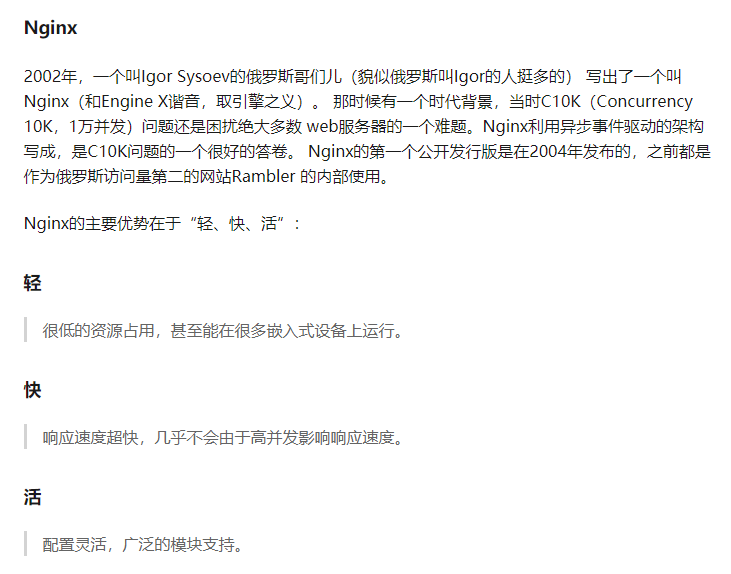 Nginx
2002年，一个叫Igor Sysoev的俄罗斯哥们儿（貌似俄罗斯叫Igor的人挺多的） 写出了一个叫
Nginx（和Engine X谐音，取引擎之义）。 那时候有一个时代背景，当时C10K（Concurrency
10K，1万并发）问题还是困扰绝大多数 web服务器的一个难题。Nginx利用异步事件驱动的架构
写成，是C10K问题的一个很好的答卷。 Nginx的第一个公开发行版是在2004年发布的，之前都是
作为俄罗斯访问量第二的网站Rambler 的内部使用。
Nginx的主要优势在于“轻、快、活”：
轻
很低的资源占用，甚至能在很多嵌入式设备上运行。
快
响应速度超快，几乎不会由于高并发影响响应速度。
活
配置灵活，广泛的模块支持。